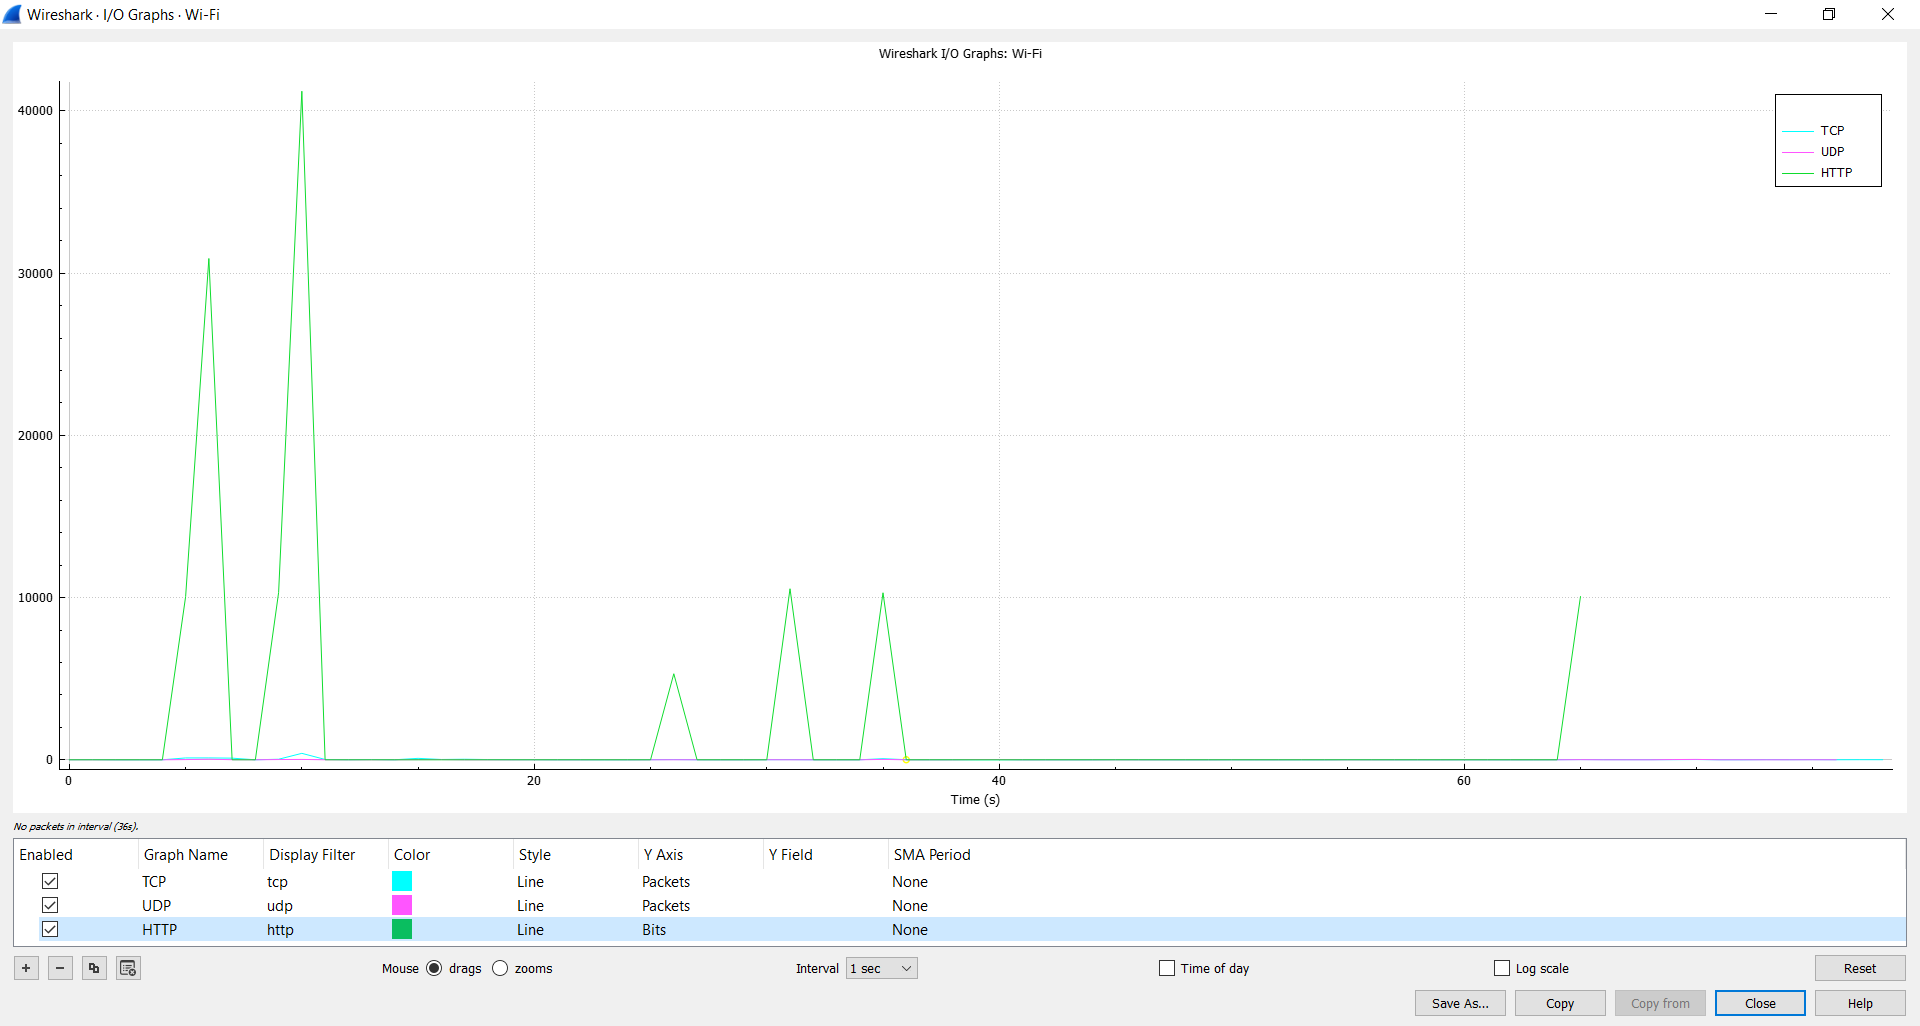 Wireshark · I/O Graphs · Wi-Fi
Wireshark I/O Graphs: Wi-Fi
40000
30000
20000
10000
0
TCP
UDP
HTTP
0 20 40 60
Time (s)
No packets in interval (36s).
Enabled Graph Name Display Filter Color Style Y Axis Y Field SMA Period
TCP tcp Line Packets None
UDP udp Line Packets None
HTTP http Line Bits None
+ − Mouse drags zooms Interval 1 sec Time of day Log scale Reset
Save As... Copy Copy from Close Help